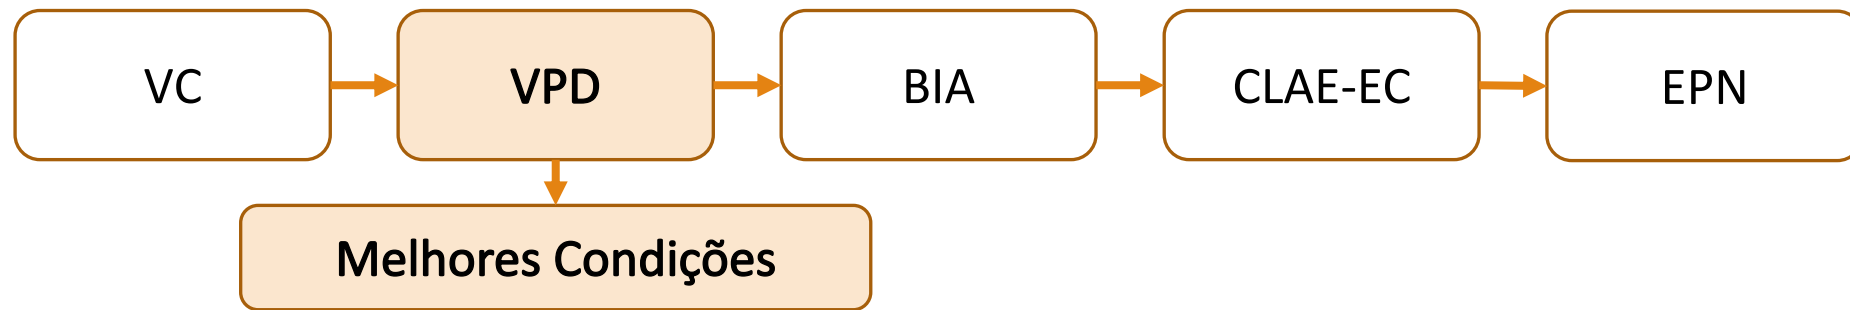 VC
VPD
BIA
CLAE-EC
EPN
Melhores Condições